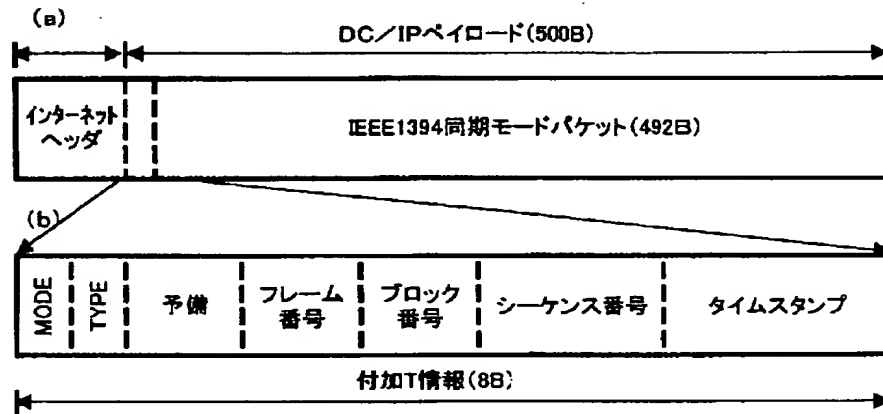 (a)
DC/IPペイロード(500B)
インターネット
ヘッダ
IEEE1394同期モードパケット(492B)
(b)
MODE
TYPE
予備
フレーム
番号
ブロック
番号
シーケンス番号
タイムスタンプ
付加T情報(8B)